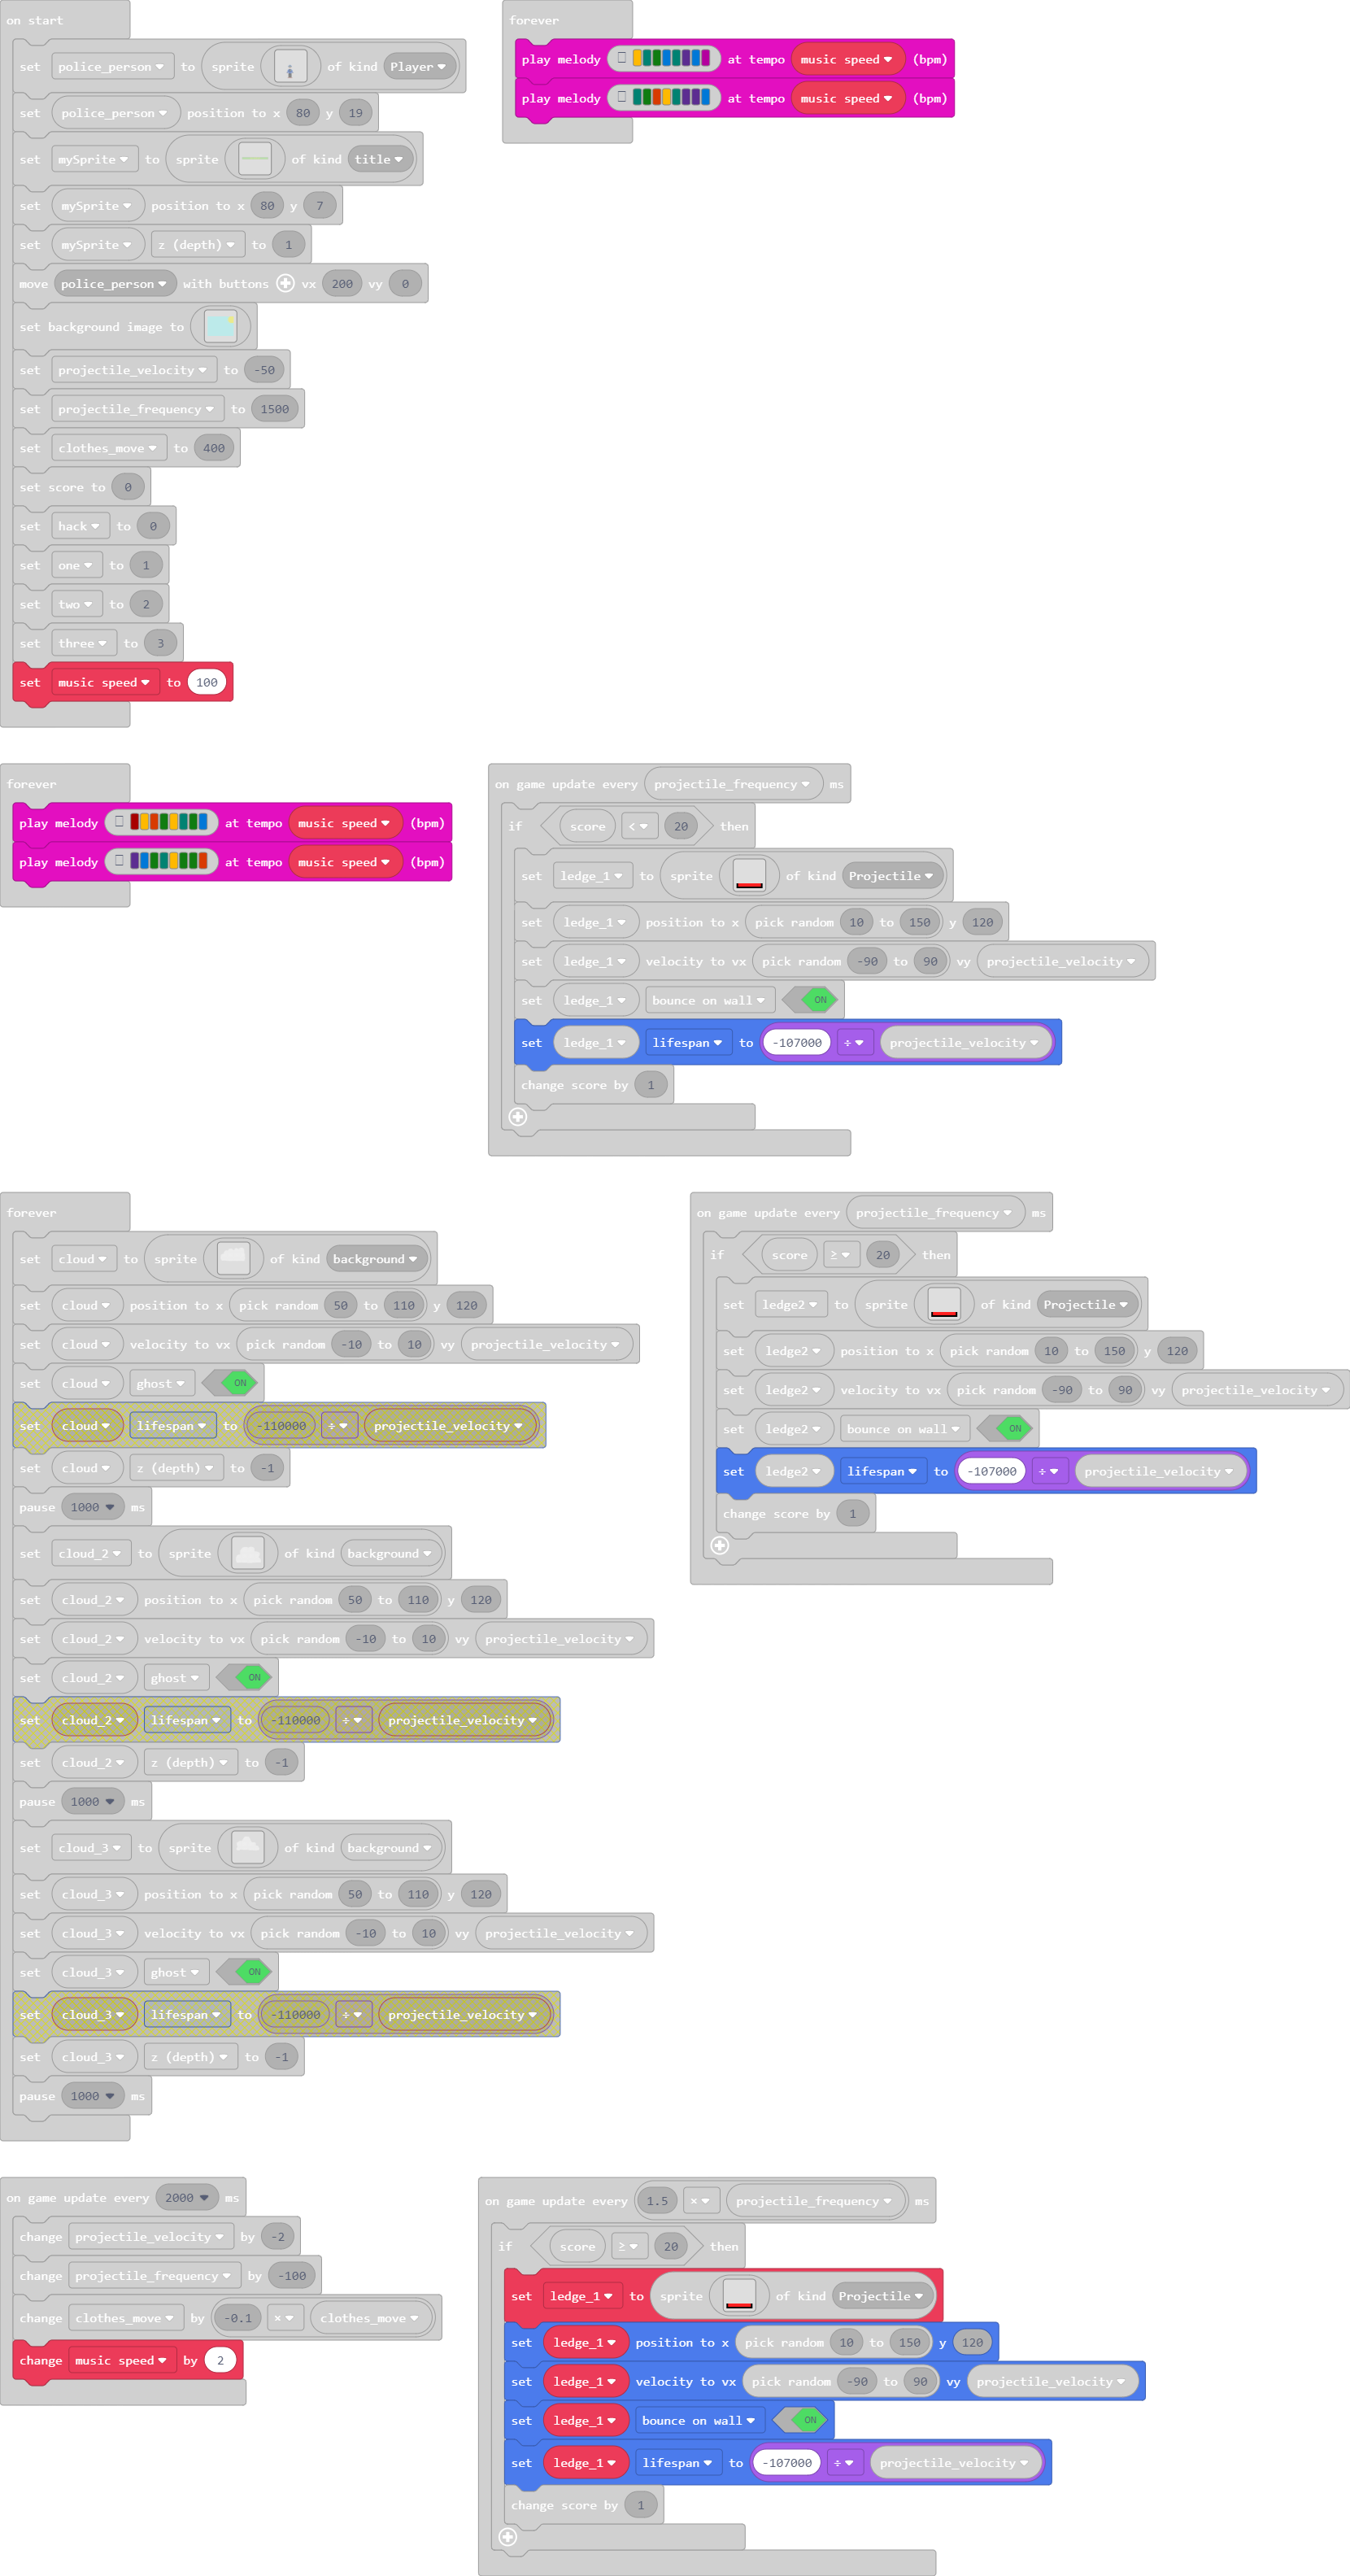 on start
set police_person to sprite of kind Player
set police_person position to x 80 y 19
set mySprite to sprite of kind title
set mySprite position to x 80 y 7
set mySprite z (depth) to 1
move police_person with buttons vx 200 vy 0
set background image to
set projectile_velocity to -50
set projectile_frequency to 1500
set clothes_move to 400
set score to 0
set hack to 0
set one to 1
set two to 2
set three to 3
set music speed to 100
forever
play melody at tempo music speed (bpm)
play melody at tempo music speed (bpm)
forever
play melody at tempo music speed (bpm)
play melody at tempo music speed (bpm)
on game update every projectile_frequency ms
if score < 20 then
set ledge_1 to sprite of kind Projectile
set ledge_1 position to x pick random 10 to 150 y 120
set ledge_1 velocity to vx pick random -90 to 90 vy projectile_velocity
set ledge_1 bounce on wall ON
set ledge_1 lifespan to -107000 ÷ projectile_velocity
change score by 1
forever
set cloud to sprite of kind background
set cloud position to x pick random 50 to 110 y 120
set cloud velocity to vx pick random -10 to 10 vy projectile_velocity
set cloud ghost ON
set cloud lifespan to -110000 ÷ projectile_velocity
set cloud z (depth) to -1
pause 1000 ms
set cloud_2 to sprite of kind background
set cloud_2 position to x pick random 50 to 110 y 120
set cloud_2 velocity to vx pick random -10 to 10 vy projectile_velocity
set cloud_2 ghost ON
set cloud_2 lifespan to -110000 ÷ projectile_velocity
set cloud_2 z (depth) to -1
pause 1000 ms
set cloud_3 to sprite of kind background
set cloud_3 position to x pick random 50 to 110 y 120
set cloud_3 velocity to vx pick random -10 to 10 vy projectile_velocity
set cloud_3 ghost ON
set cloud_3 lifespan to -110000 ÷ projectile_velocity
set cloud_3 z (depth) to -1
pause 1000 ms
on game update every projectile_frequency ms
if score ≥ 20 then
set ledge2 to sprite of kind Projectile
set ledge2 position to x pick random 10 to 150 y 120
set ledge2 velocity to vx pick random -90 to 90 vy projectile_velocity
set ledge2 bounce on wall ON
set ledge2 lifespan to -107000 ÷ projectile_velocity
change score by 1
on game update every 2000 ms
change projectile_velocity by -2
change projectile_frequency by -100
change clothes_move by -0.1 × clothes_move
change music speed by 2
on game update every 1.5 × projectile_frequency ms
if score ≥ 20 then
set ledge_1 to sprite of kind Projectile
set ledge_1 position to x pick random 10 to 150 y 120
set ledge_1 velocity to vx pick random -90 to 90 vy projectile_velocity
set ledge_1 bounce on wall ON
set ledge_1 lifespan to -107000 ÷ projectile_velocity
change score by 1